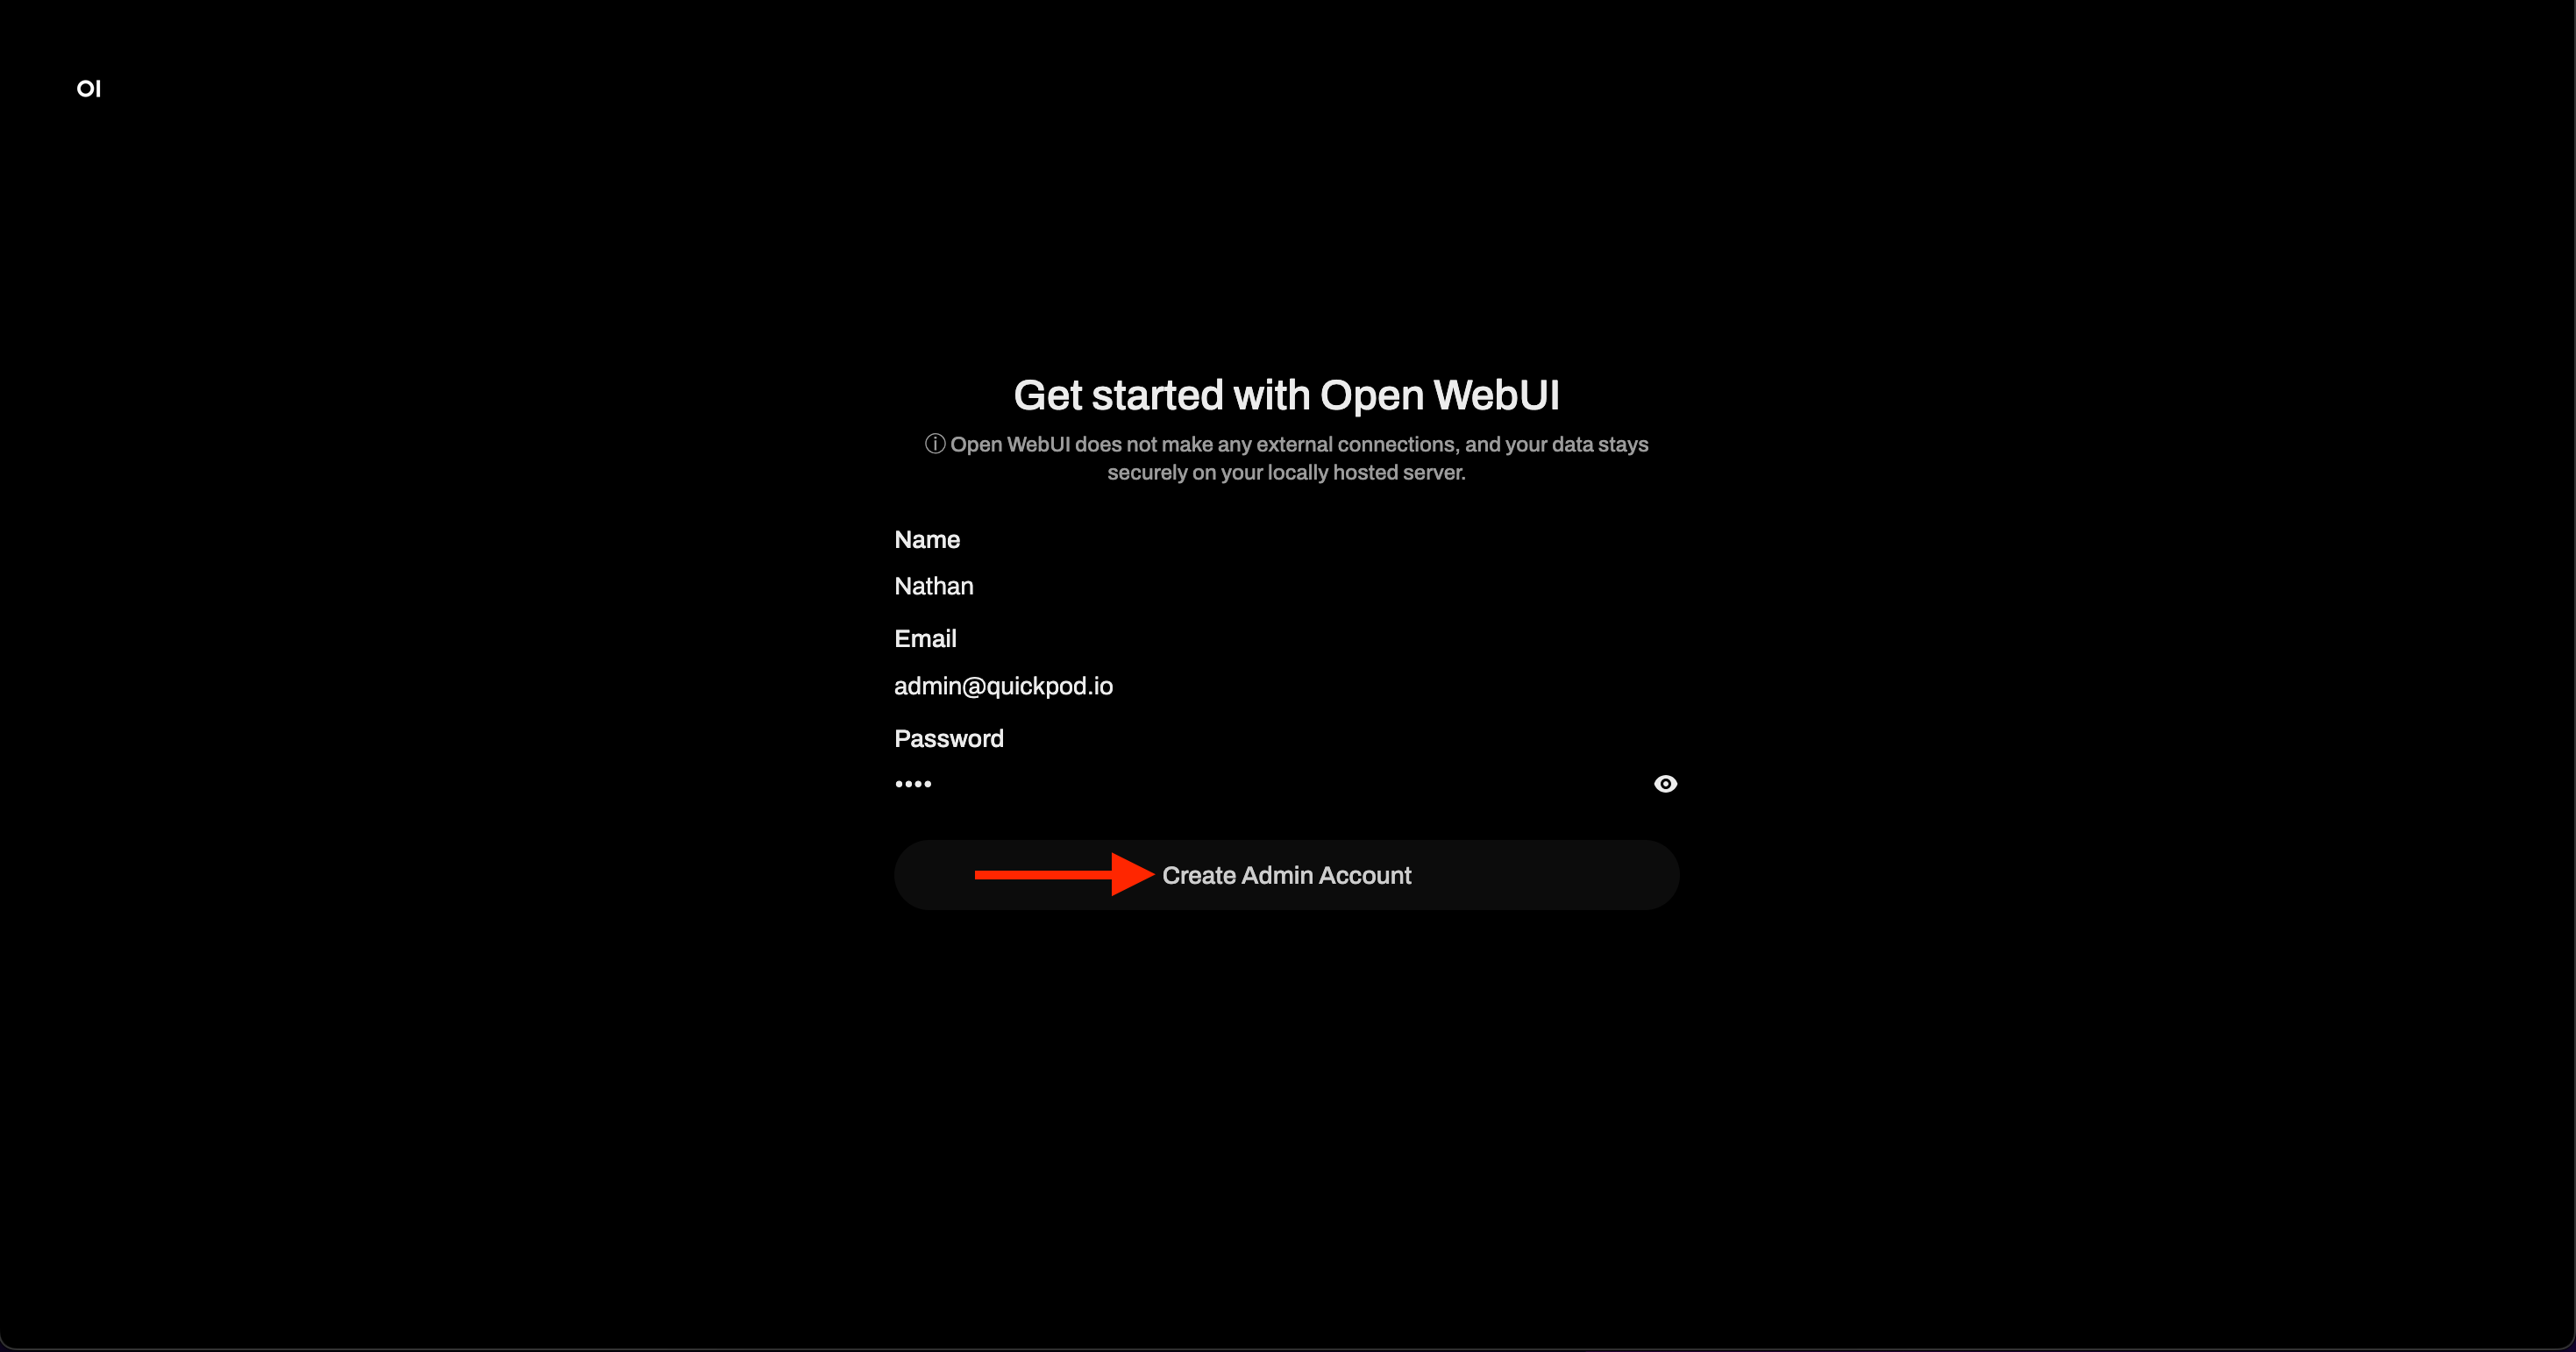 OI
Get started with Open WebUI
ⓘ Open WebUI does not make any external connections, and your data stays
securely on your locally hosted server.
Name
Nathan
Email
admin@quickpod.io
Password
••••
Create Admin Account